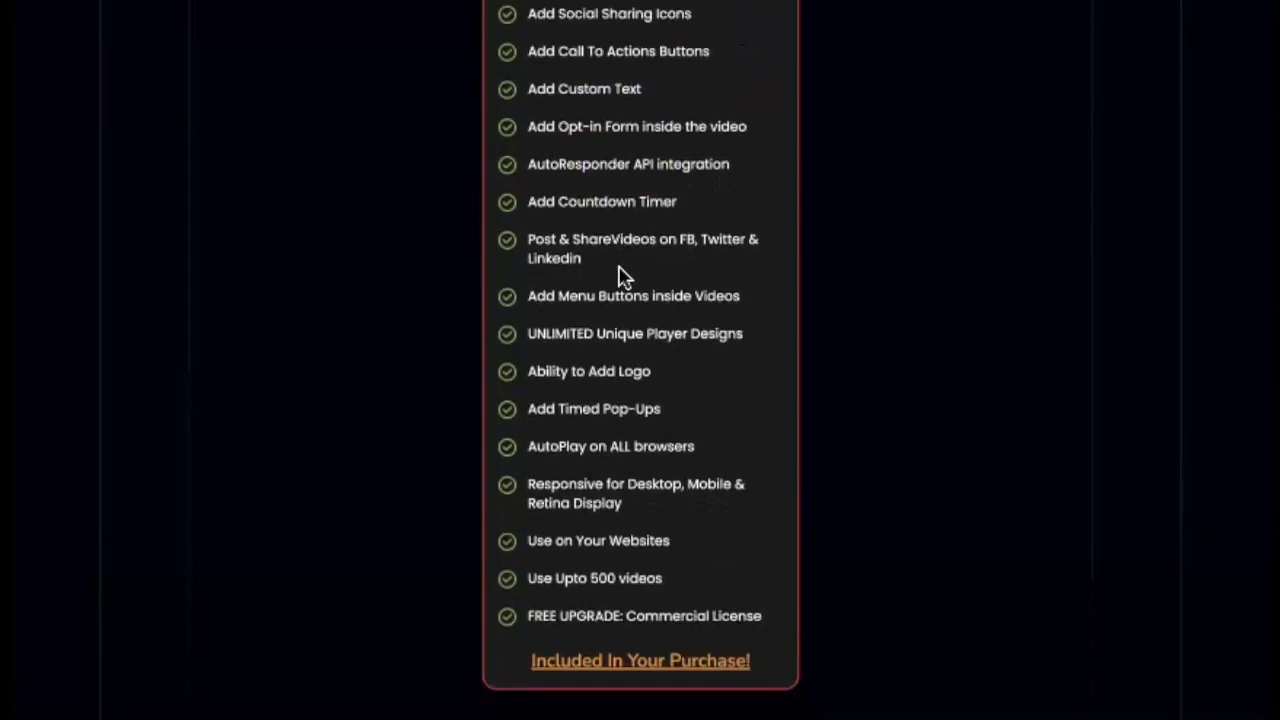 Add Social Sharing Icons
Add Call To Actions Buttons
Add Custom Text
Add Opt-in Form inside the video
AutoResponder API integration
Add Countdown Timer
Post & ShareVideos on FB, Twitter &
Linkedin
Add Menu Buttons inside Videos
UNLIMITED Unique Player Designs
Ability to Add Logo
Add Timed Pop-Ups
AutoPlay on ALL browsers
Responsive for Desktop, Mobile &
Retina Display
Use on Your Websites
Use Upto 500 videos
FREE UPGRADE: Commercial License
Included In Your Purchase!